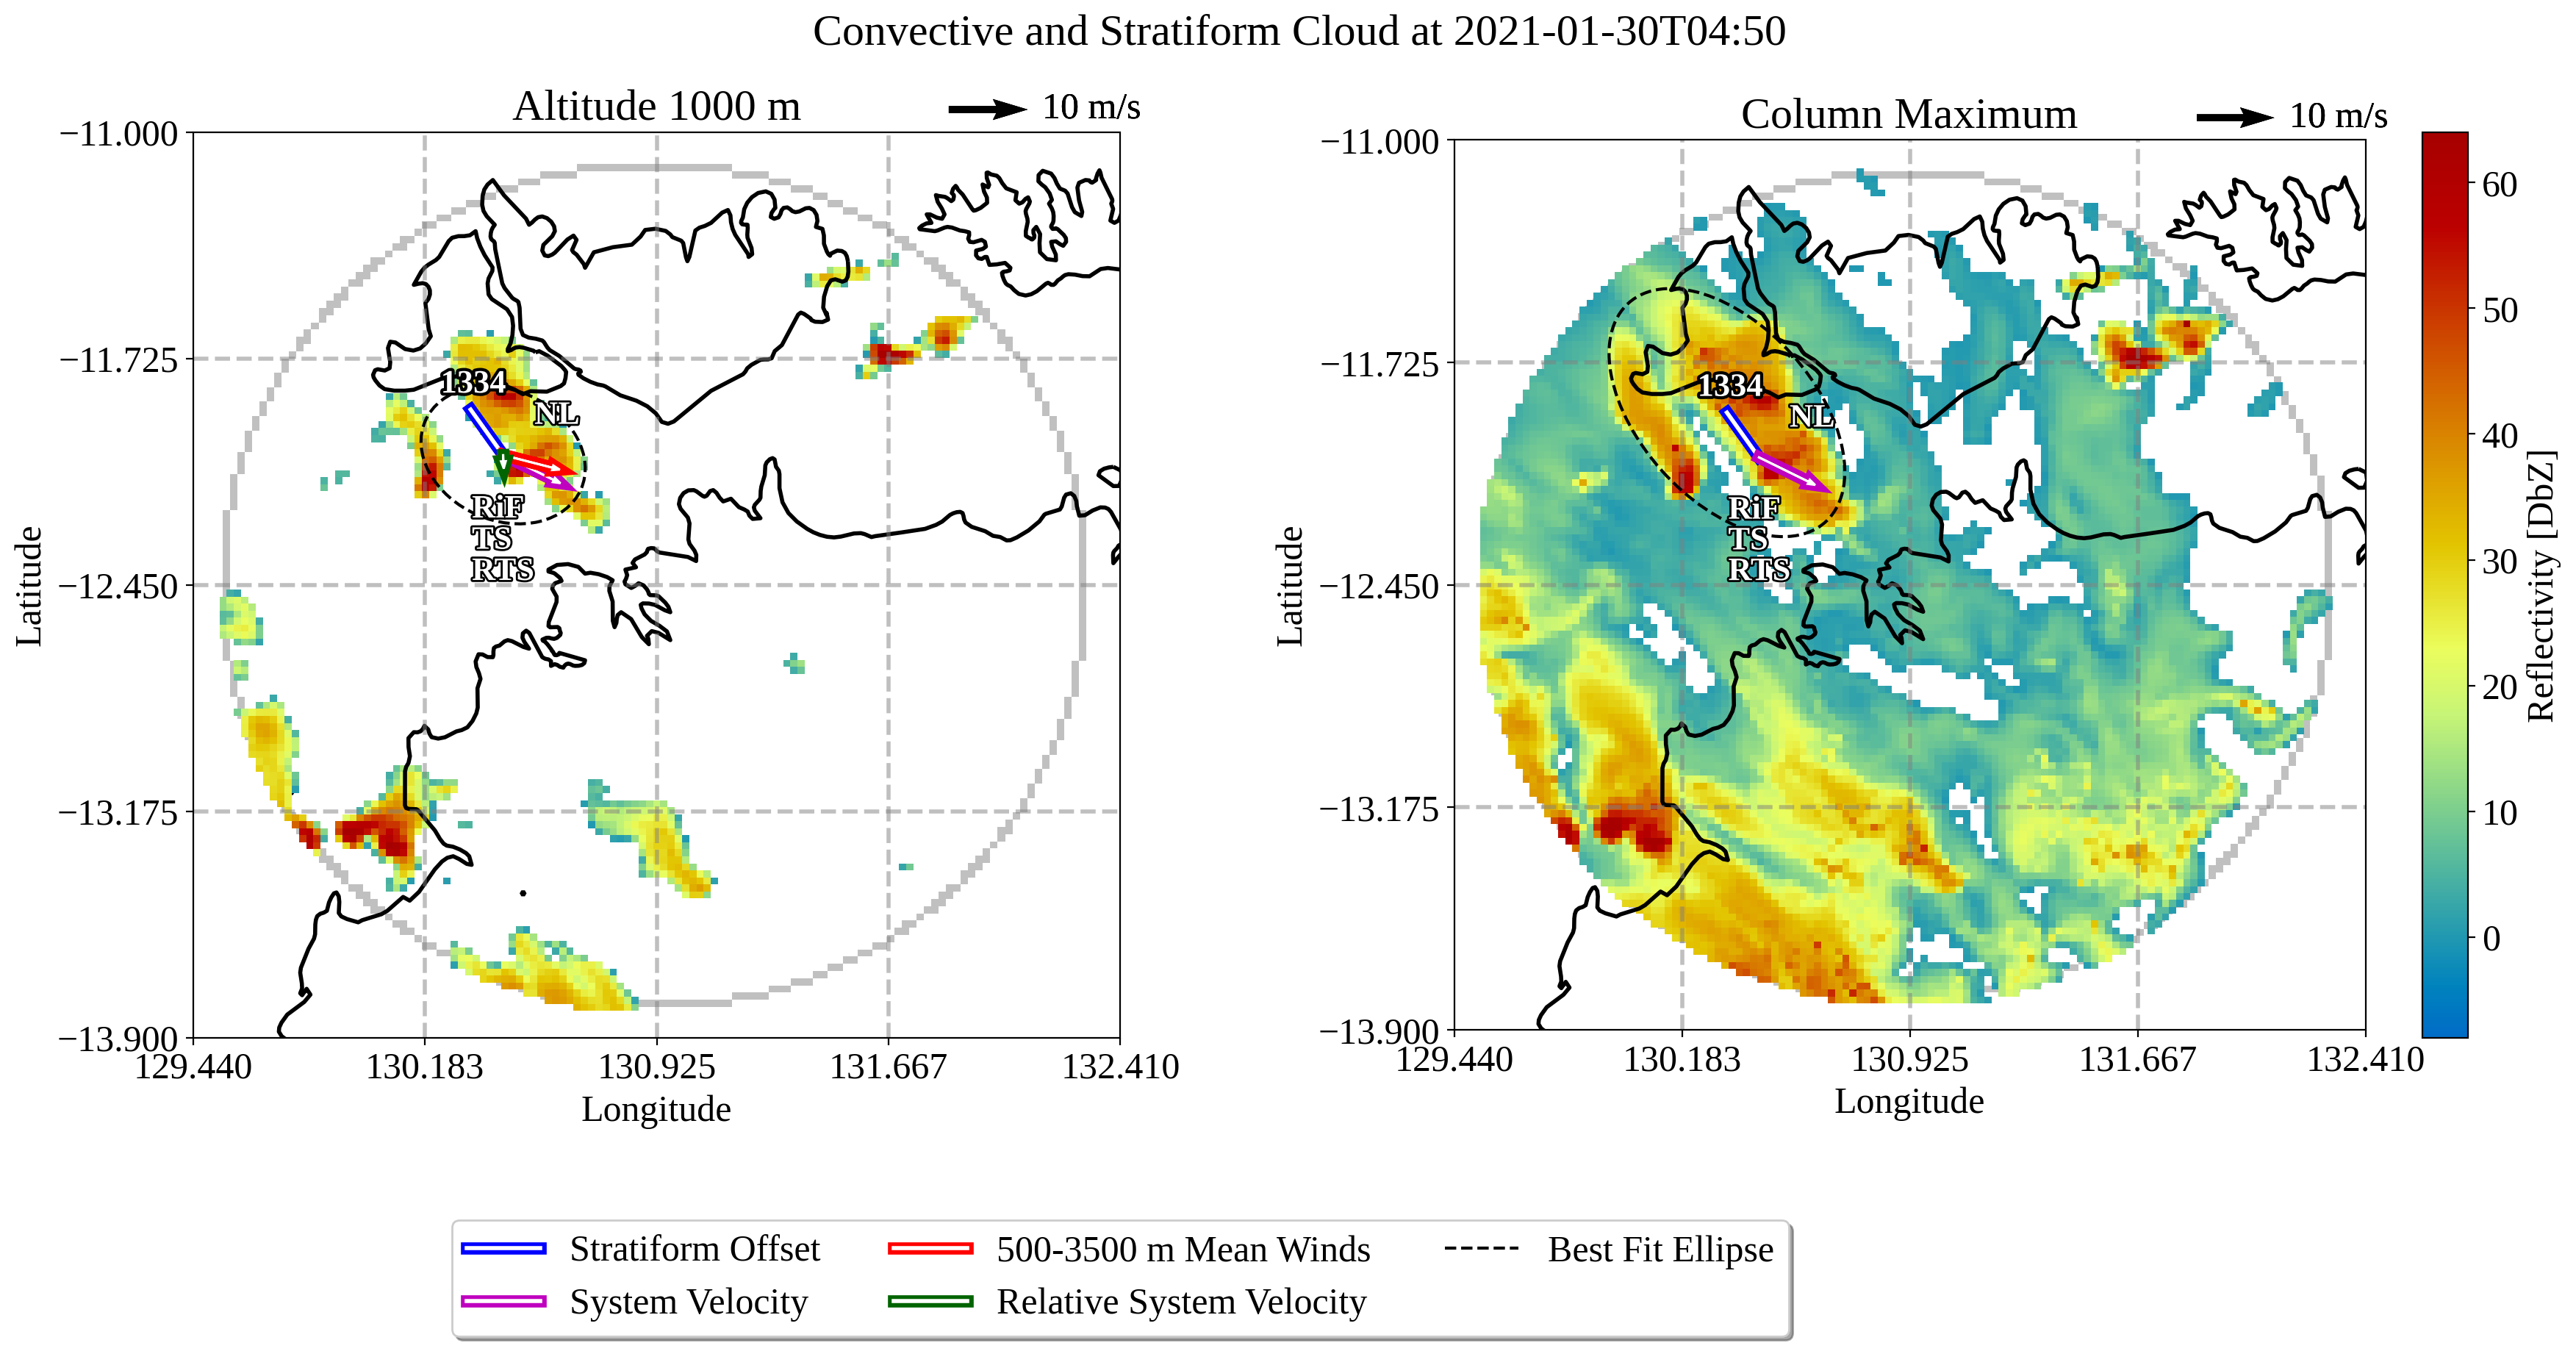 Convective and Stratiform Cloud at 2021-01-30T04:50
Altitude 1000 m
10 m/s
−11.000
−11.725
−12.450
−13.175
−13.900
Latitude
1334
NL
RiF
TS
RTS
129.440
130.183
130.925
131.667
132.410
Longitude
Column Maximum
10 m/s
−11.000
−11.725
−12.450
−13.175
−13.900
Latitude
1334
NL
RiF
TS
RTS
129.440
130.183
130.925
131.667
132.410
Longitude
60
50
40
30
20
10
0
Reflectivity [DbZ]
Stratiform Offset
500-3500 m Mean Winds
Best Fit Ellipse
System Velocity
Relative System Velocity